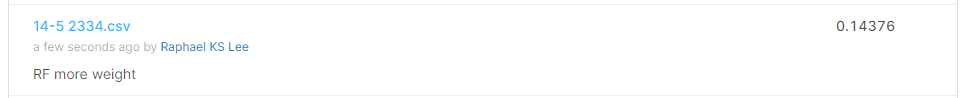 14-5 2334.csv 0.14376
a few seconds ago by Raphael KS Lee
RF more weight